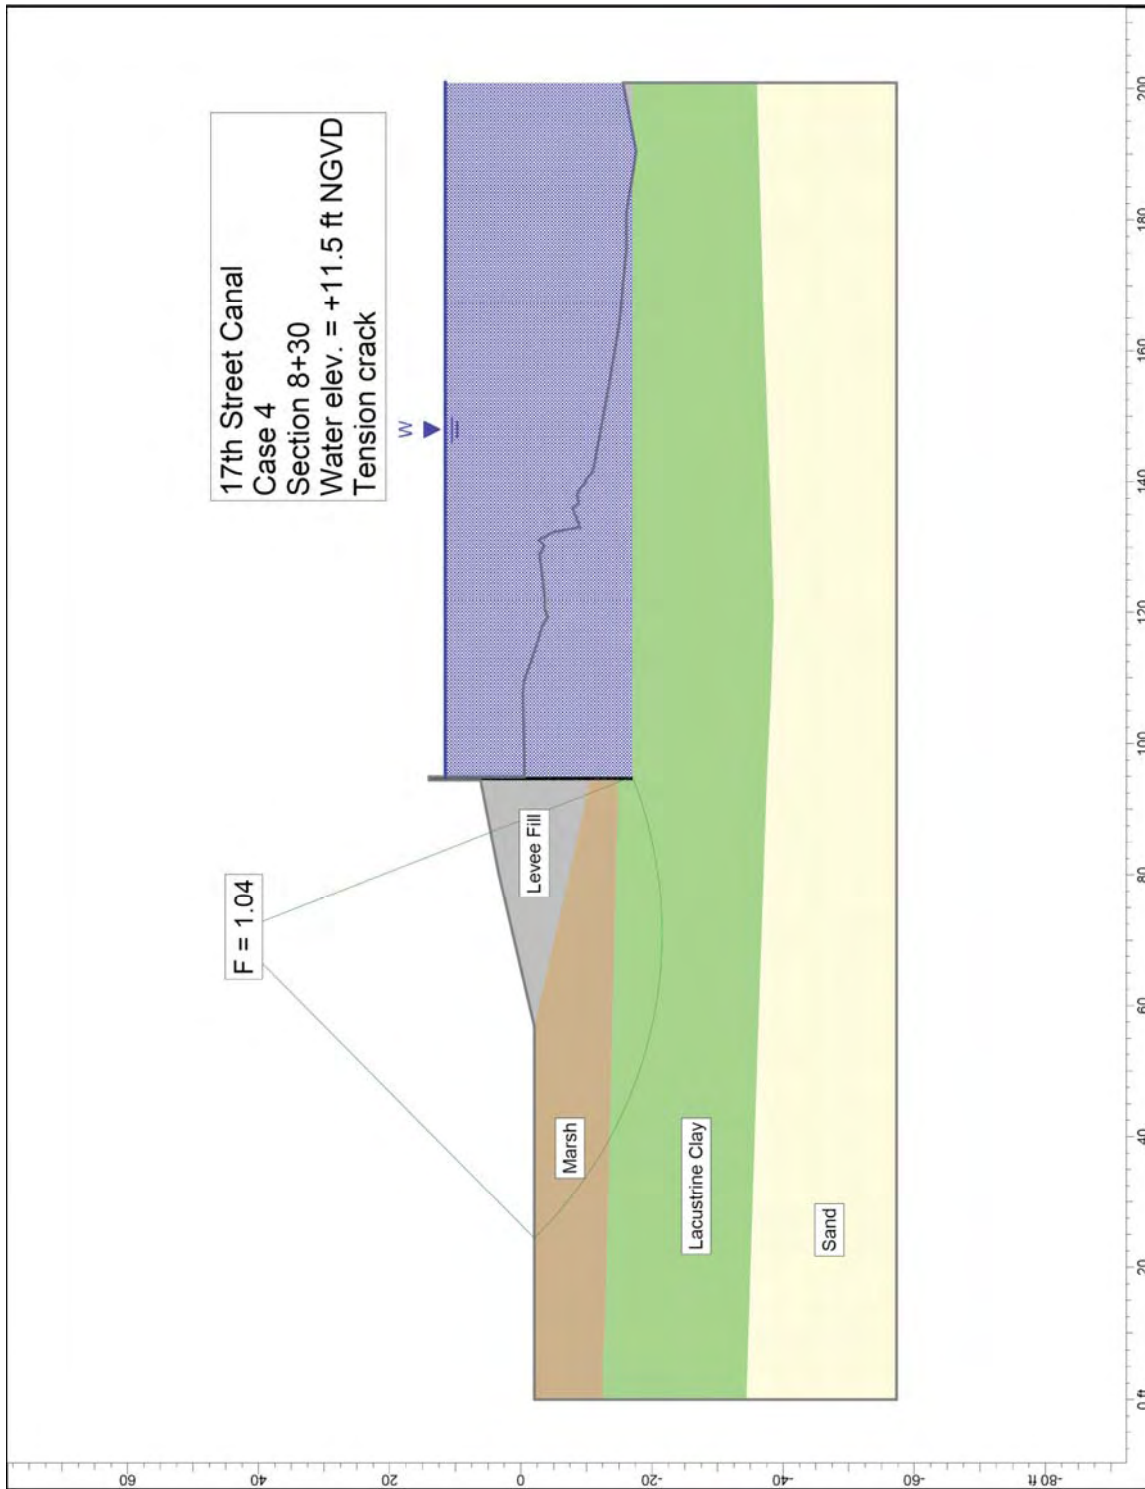 17th Street Canal
Case 4
Section 8+30
Water elev. = +11.5 ft NGVD
Tension crack
W
F = 1.04
Levee Fill
Marsh
Lacustrine Clay
Sand
60
40
20
0
-20
-40
-60
-80 ft
0 ft
20
40
60
80
100
120
140
160
180
200